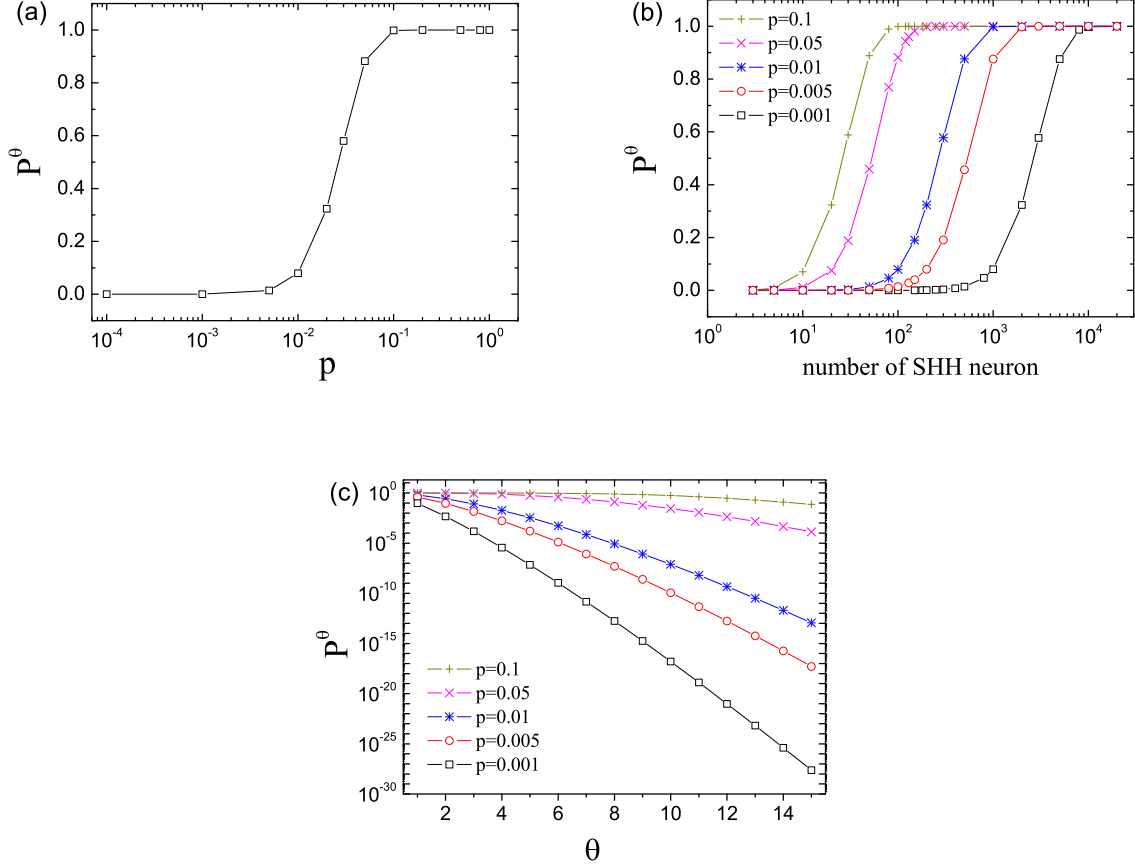 (a)
P^θ
1.0
0.8
0.6
0.4
0.2
0.0
10^-4
10^-3
10^-2
10^-1
10^0
p
(b)
P^θ
1.0
0.8
0.6
0.4
0.2
0.0
p=0.1
p=0.05
p=0.01
p=0.005
p=0.001
10^0
10^1
10^2
10^3
10^4
number of SHH neuron
(c)
P^θ
10^0
10^-5
10^-10
10^-15
10^-20
10^-25
10^-30
p=0.1
p=0.05
p=0.01
p=0.005
p=0.001
2 4 6 8 10 12 14
θ